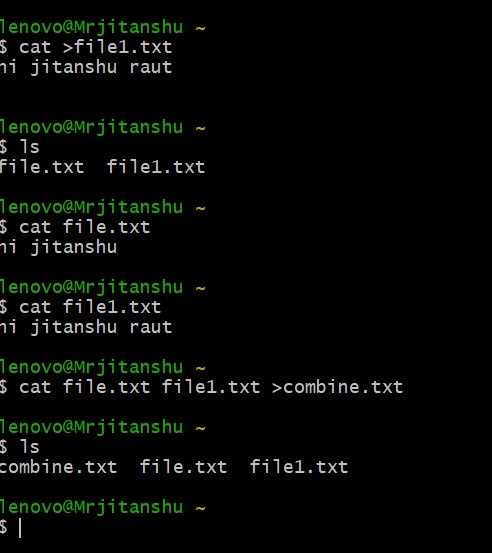 lenovo@Mrjitanshu ~
$ cat >file1.txt
hi jitanshu raut
lenovo@Mrjitanshu ~
$ ls
file.txt  file1.txt
lenovo@Mrjitanshu ~
$ cat file.txt
hi jitanshu
lenovo@Mrjitanshu ~
$ cat file1.txt
hi jitanshu raut
lenovo@Mrjitanshu ~
$ cat file.txt file1.txt >combine.txt
lenovo@Mrjitanshu ~
$ ls
combine.txt  file.txt  file1.txt
lenovo@Mrjitanshu ~
$